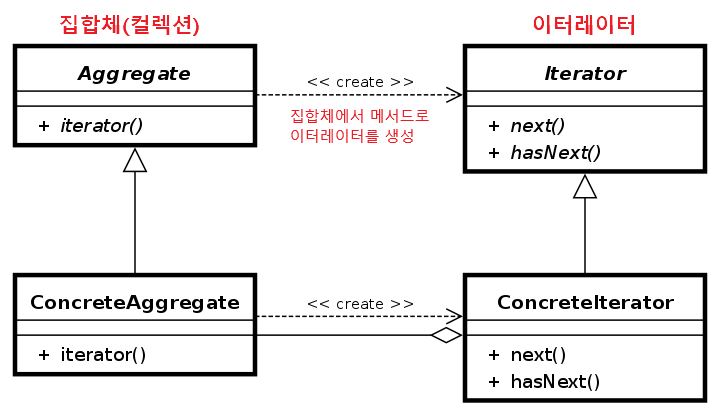 집합체(컬렉션)
이터레이터
Aggregate
<< create >>
Iterator
+ iterator()
집합체에서 메서드로
이터레이터를 생성
+ next()
+ hasNext()
ConcreteAggregate
<< create >>
ConcreteIterator
+ iterator()
+ next()
+ hasNext()